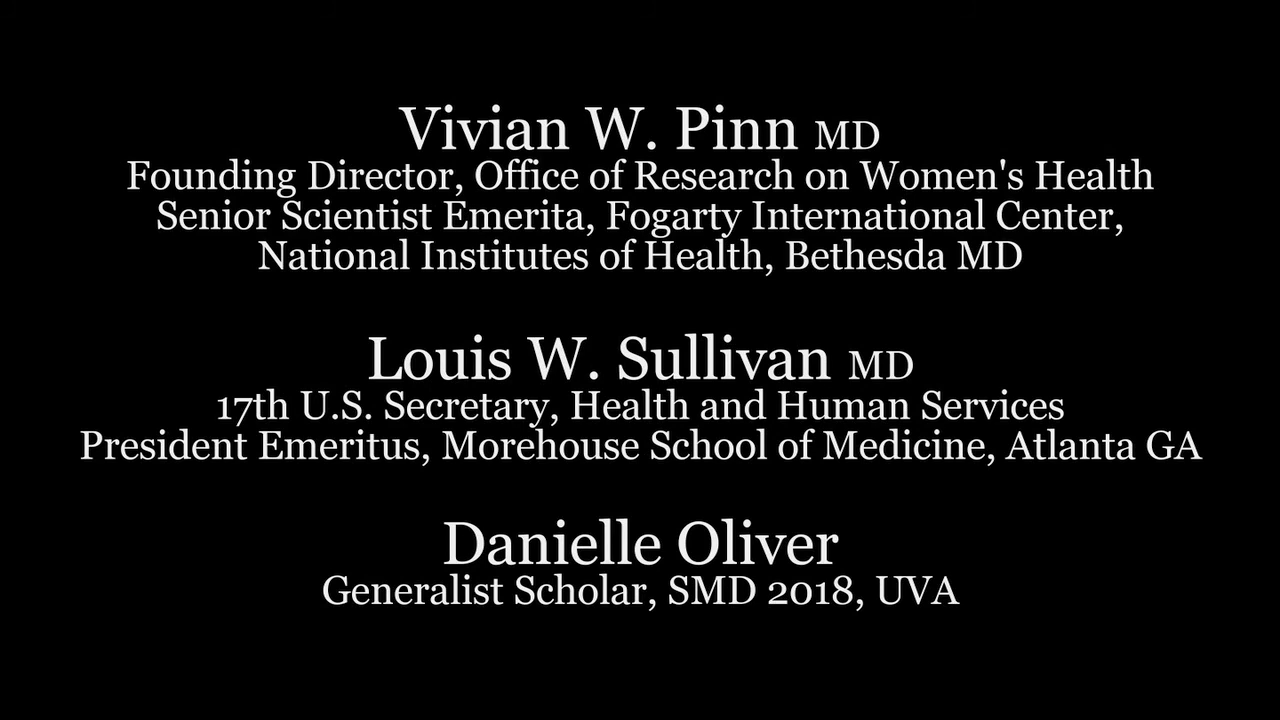 Vivian W. Pinn MD
Founding Director, Office of Research on Women's Health
Senior Scientist Emerita, Fogarty International Center,
National Institutes of Health, Bethesda MD
Louis W. Sullivan MD
17th U.S. Secretary, Health and Human Services
President Emeritus, Morehouse School of Medicine, Atlanta GA
Danielle Oliver
Generalist Scholar, SMD 2018, UVA